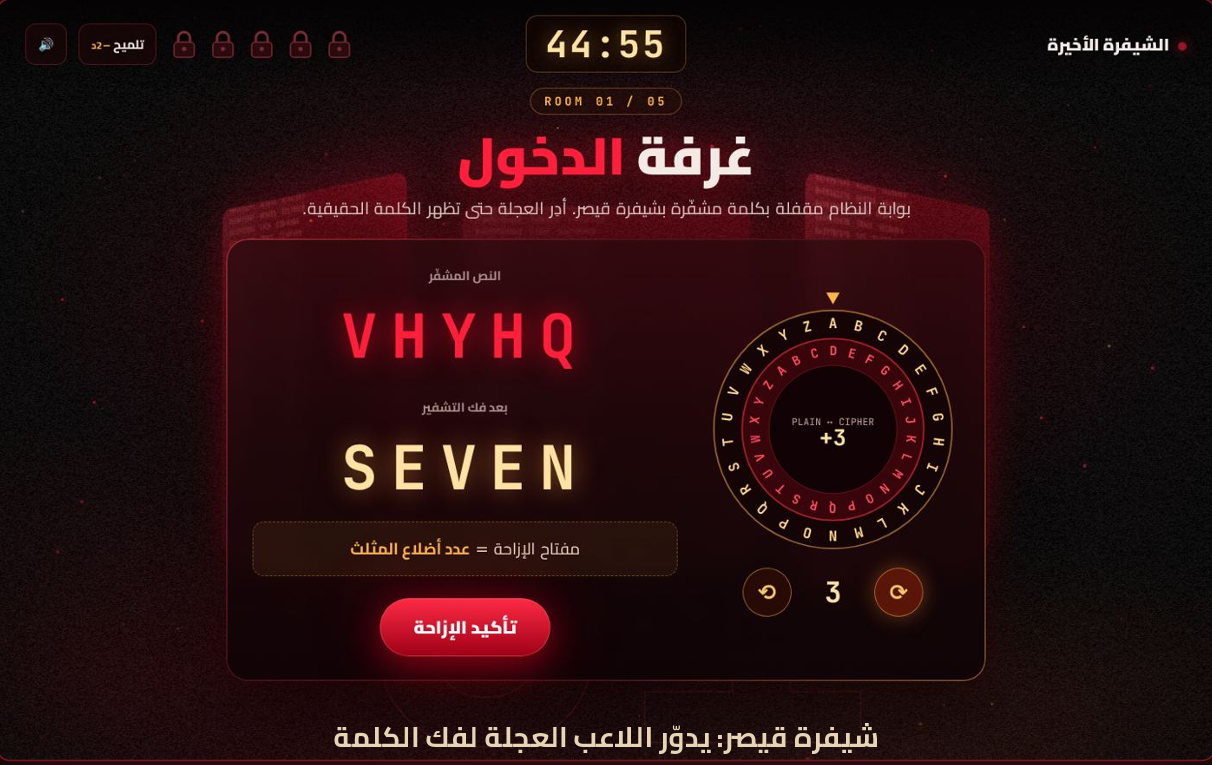 الشيفرة الأخيرة
44:55
تلميح −2د
ROOM 01 / 05
غرفة الدخول
بوابة النظام مقفلة بكلمة مشفّرة بشيفرة قيصر. أدِر العجلة حتى تظهر الكلمة الحقيقية.
A B C D E F G H I J K L M N O P Q R S T U V W X Y Z
D E F G H I J K L M N O P Q R S T U V W X Y Z A B C
PLAIN ↔ CIPHER
+3
3
النص المشفّر
VHYHQ
بعد فك التشفير
SEVEN
مفتاح الإزاحة = عدد أضلاع المثلث
تأكيد الإزاحة
شيفرة قيصر: يدوّر اللاعب العجلة لفك الكلمة